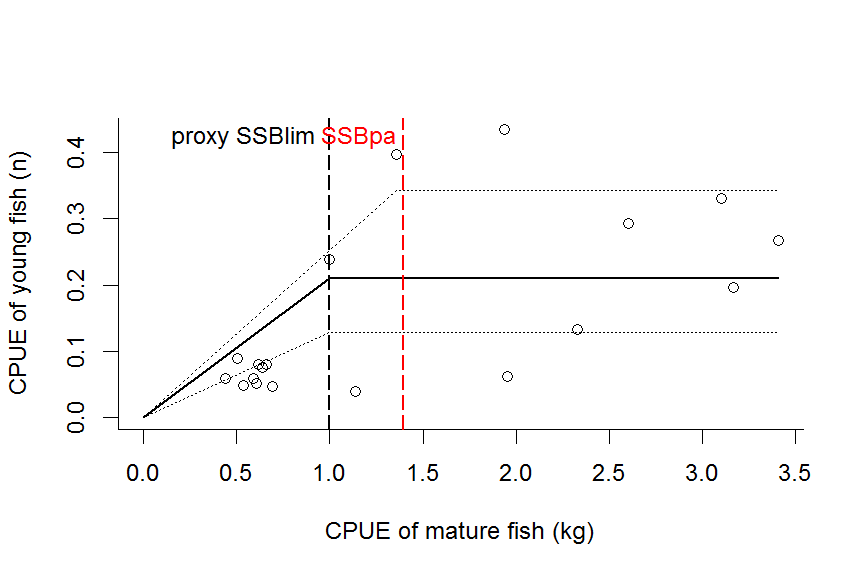 proxy SSBlim SSBpa
CPUE of young fish (n)
0.4
0.3
0.2
0.1
0.0
0.0 0.5 1.0 1.5 2.0 2.5 3.0 3.5
CPUE of mature fish (kg)